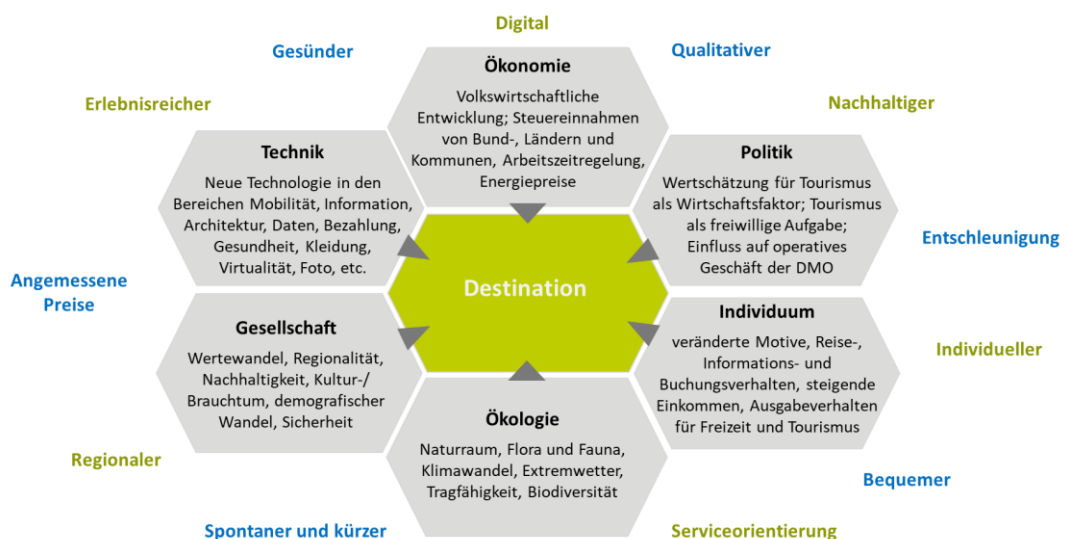 Digital
Gesünder
Qualitativer
Erlebnisreicher
Nachhaltiger
Ökonomie
Volkswirtschaftliche
Entwicklung; Steuereinnahmen
von Bund-, Ländern und
Kommunen, Arbeitszeitregelung,
Energiepreise
Technik
Neue Technologie in den
Bereichen Mobilität, Information,
Architektur, Daten, Bezahlung,
Gesundheit, Kleidung,
Virtualität, Foto, etc.
Politik
Wertschätzung für Tourismus
als Wirtschaftsfaktor; Tourismus
als freiwillige Aufgabe;
Einfluss auf operatives
Geschäft der DMO
Entschleunigung
Angemessene
Preise
Destination
Gesellschaft
Wertewandel, Regionalität,
Nachhaltigkeit, Kultur-/
Brauchtum, demografischer
Wandel, Sicherheit
Individuum
veränderte Motive, Reise-,
Informations- und
Buchungsverhalten, steigende
Einkommen, Ausgabeverhalten
für Freizeit und Tourismus
Individueller
Ökologie
Naturraum, Flora und Fauna,
Klimawandel, Extremwetter,
Tragfähigkeit, Biodiversität
Regionaler
Bequemer
Spontaner und kürzer
Serviceorientierung